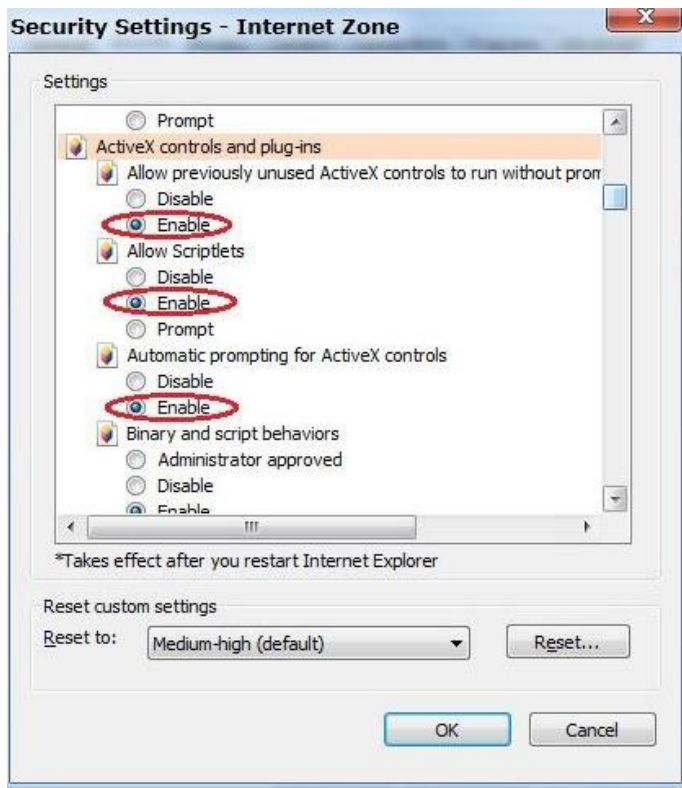 Security Settings - Internet Zone
Settings
Prompt
ActiveX controls and plug-ins
Allow previously unused ActiveX controls to run without prom
Disable
Enable
Allow Scriptlets
Disable
Enable
Prompt
Automatic prompting for ActiveX controls
Disable
Enable
Binary and script behaviors
Administrator approved
Disable
Enable
*Takes effect after you restart Internet Explorer
Reset custom settings
Reset to: Medium-high (default) Reset...
OK Cancel